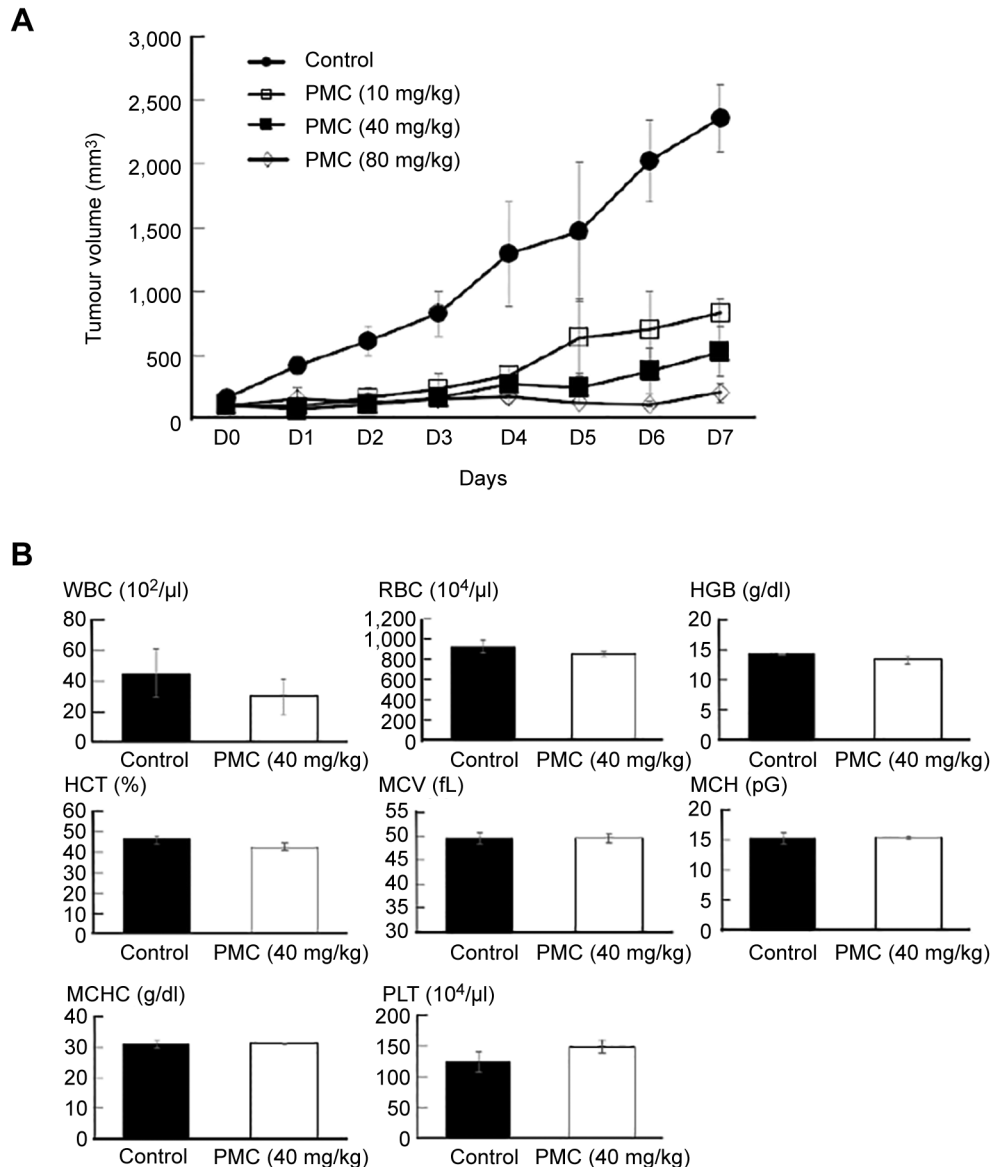 A
Tumour volume (mm³)
3,000
2,500
2,000
1,500
1,000
500
0
Control
PMC (10 mg/kg)
PMC (40 mg/kg)
PMC (80 mg/kg)
D0 D1 D2 D3 D4 D5 D6 D7
Days
B
WBC (10²/µl)
80
60
40
20
0
Control PMC (40 mg/kg)
RBC (10⁴/µl)
1,200
1,000
800
600
400
200
0
Control PMC (40 mg/kg)
HGB (g/dl)
20
15
10
5
0
Control PMC (40 mg/kg)
HCT (%)
60
50
40
30
20
10
0
Control PMC (40 mg/kg)
MCV (fL)
55
50
45
40
35
30
Control PMC (40 mg/kg)
MCH (pG)
20
15
10
5
0
Control PMC (40 mg/kg)
MCHC (g/dl)
40
30
20
10
0
Control PMC (40 mg/kg)
PLT (10⁴/µl)
200
150
100
50
0
Control PMC (40 mg/kg)